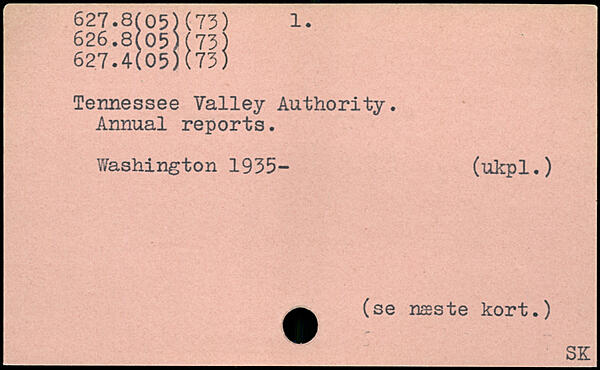 627.8(05)(73) 1.
626.8(05)(73)
627.4(05)(73)
Tennessee Valley Authority.
Annual reports.
Washington 1935- (ukpl.)
(se næste kort.)
SK